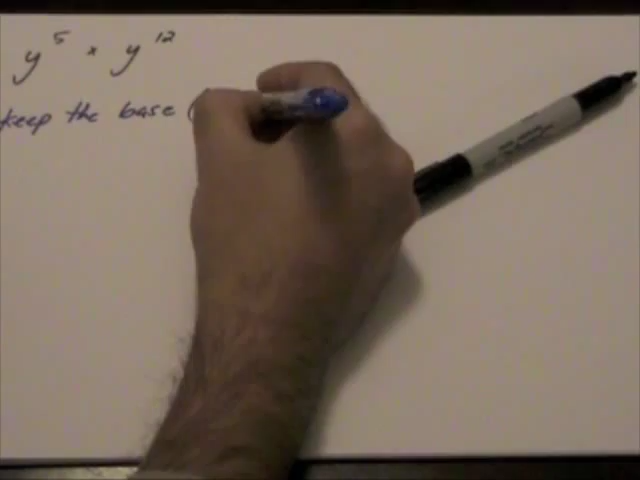 y⁵ × y¹²
keep the base (